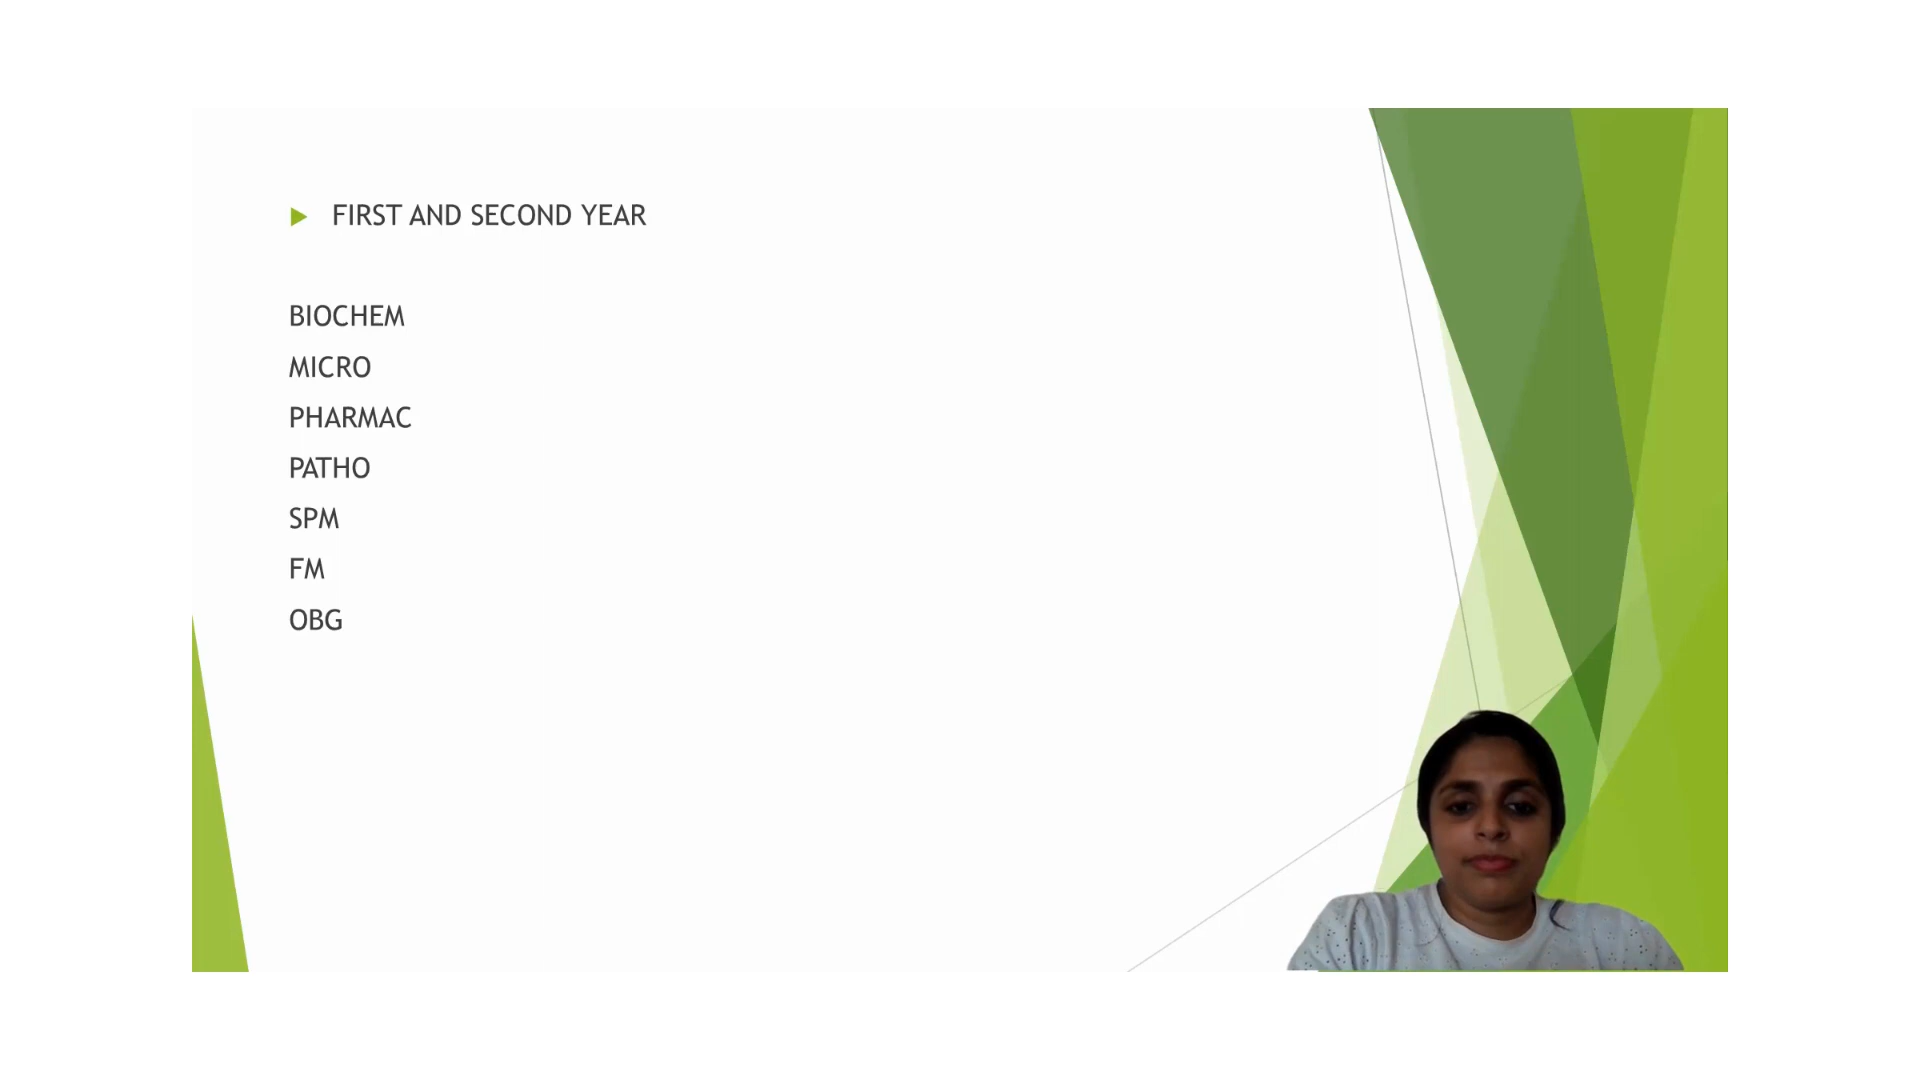 FIRST AND SECOND YEAR
BIOCHEM
MICRO
PHARMAC
PATHO
SPM
FM
OBG